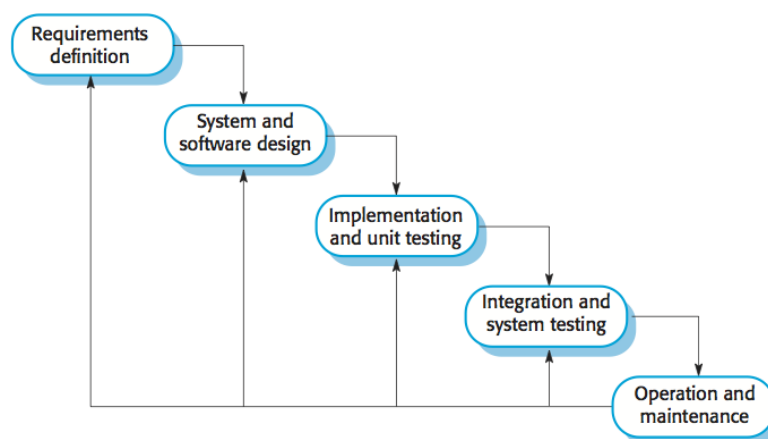 Requirements
definition
System and
software design
Implementation
and unit testing
Integration and
system testing
Operation and
maintenance